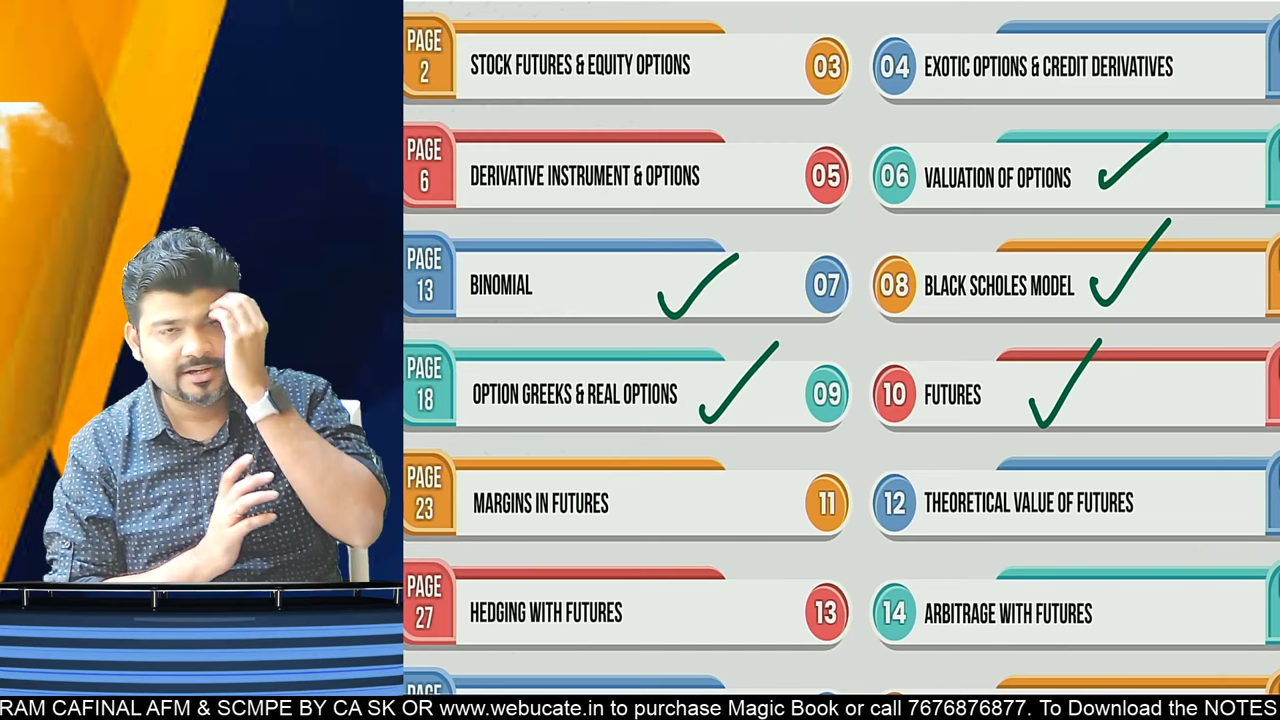 PAGE 2
STOCK FUTURES & EQUITY OPTIONS 03
04 EXOTIC OPTIONS & CREDIT DERIVATIVES
PAGE 6
DERIVATIVE INSTRUMENT & OPTIONS 05
06 VALUATION OF OPTIONS
PAGE 13
BINOMIAL 07
08 BLACK SCHOLES MODEL
PAGE 18
OPTION GREEKS & REAL OPTIONS 09
10 FUTURES
PAGE 23
MARGINS IN FUTURES 11
12 THEORETICAL VALUE OF FUTURES
PAGE 27
HEDGING WITH FUTURES 13
14 ARBITRAGE WITH FUTURES
PAGE
RAM CAFINAL AFM & SCMPE BY CA SK OR www.webucate.in to purchase Magic Book or call 7676876877. To Download the NOTES